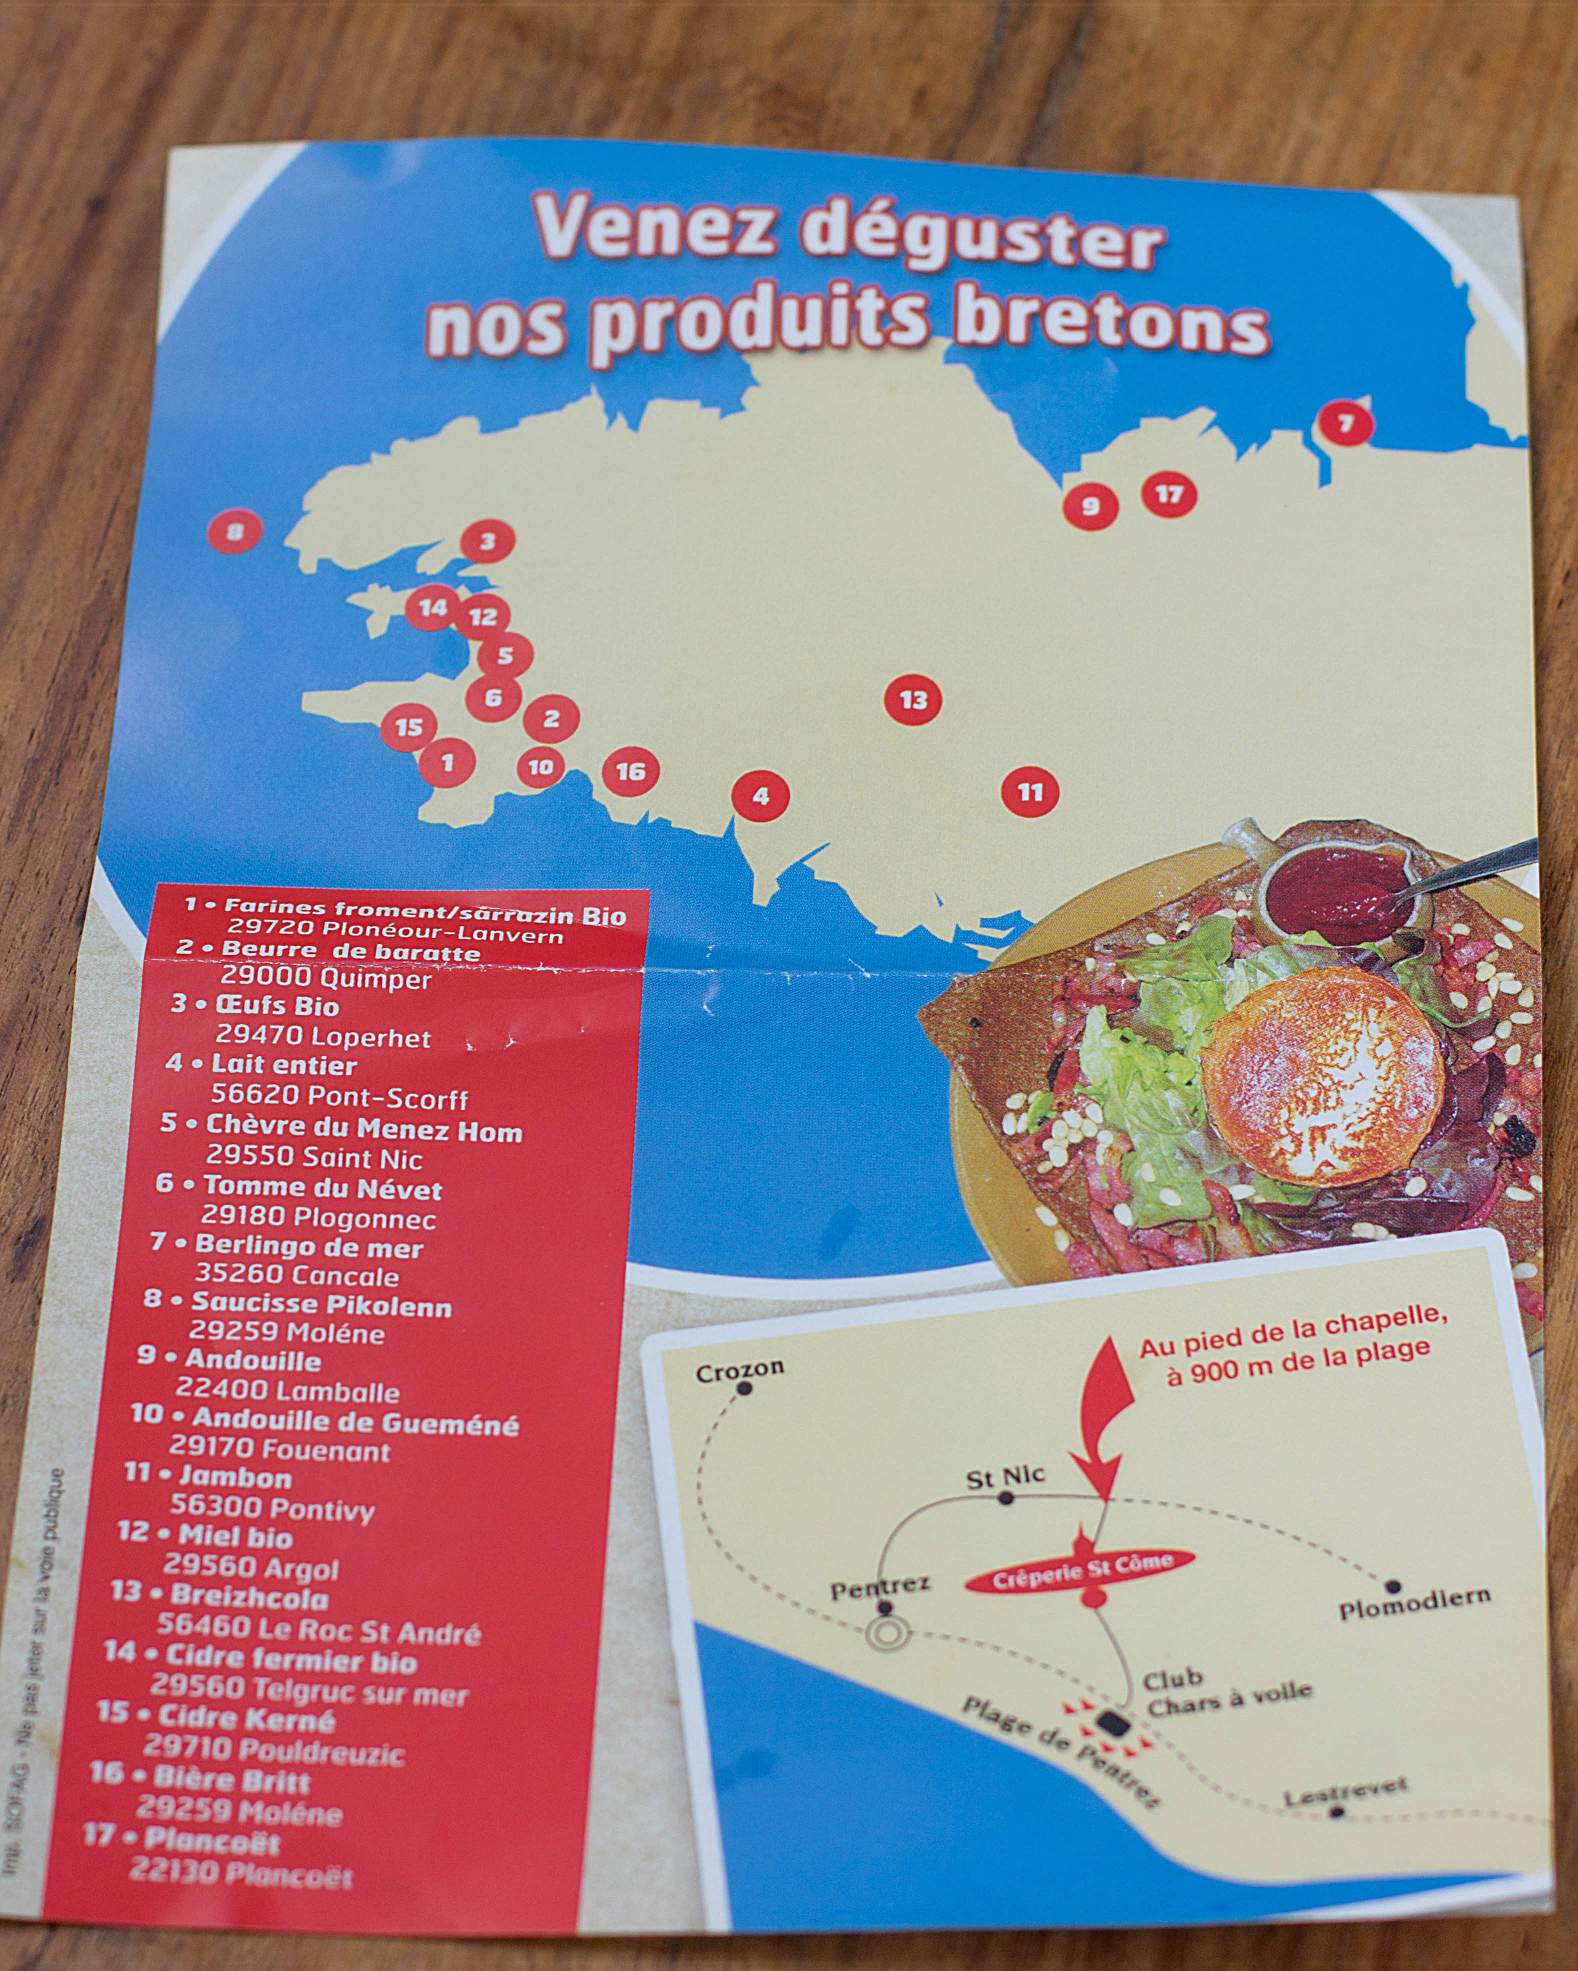 Venez déguster
nos produits bretons
7
9
17
8
3
14
12
5
6
2
13
15
1
10
16
4
11
1 • Farines froment/sarrazin Bio
29720 Plonéour-Lanvern
2 • Beurre de baratte
29000 Quimper
3 • Œufs Bio
29470 Loperhet
4 • Lait entier
56620 Pont-Scorff
5 • Chèvre du Menez Hom
29550 Saint Nic
6 • Tomme du Névet
29180 Plogonnec
7 • Berlingo de mer
35260 Cancale
8 • Saucisse Pikolenn
29259 Moléne
9 • Andouille
22400 Lamballe
10 • Andouille de Gueméné
29170 Fouenant
11 • Jambon
56300 Pontivy
12 • Miel bio
29560 Argol
13 • Breizhcola
56460 Le Roc St André
14 • Cidre fermier bio
29560 Telgruc sur mer
15 • Cidre Kerné
29710 Pouldreuzic
16 • Bière Britt
29259 Moléne
17 • Plancoët
22130 Plancoët
Au pied de la chapelle,
à 900 m de la plage
Crozon
St Nic
Crêperie St Côme
Pentrez
Plomodiern
Club
Chars à voile
Plage de Pentres
Lestrevet
Imp. - Ne pas jeter sur la voie publique